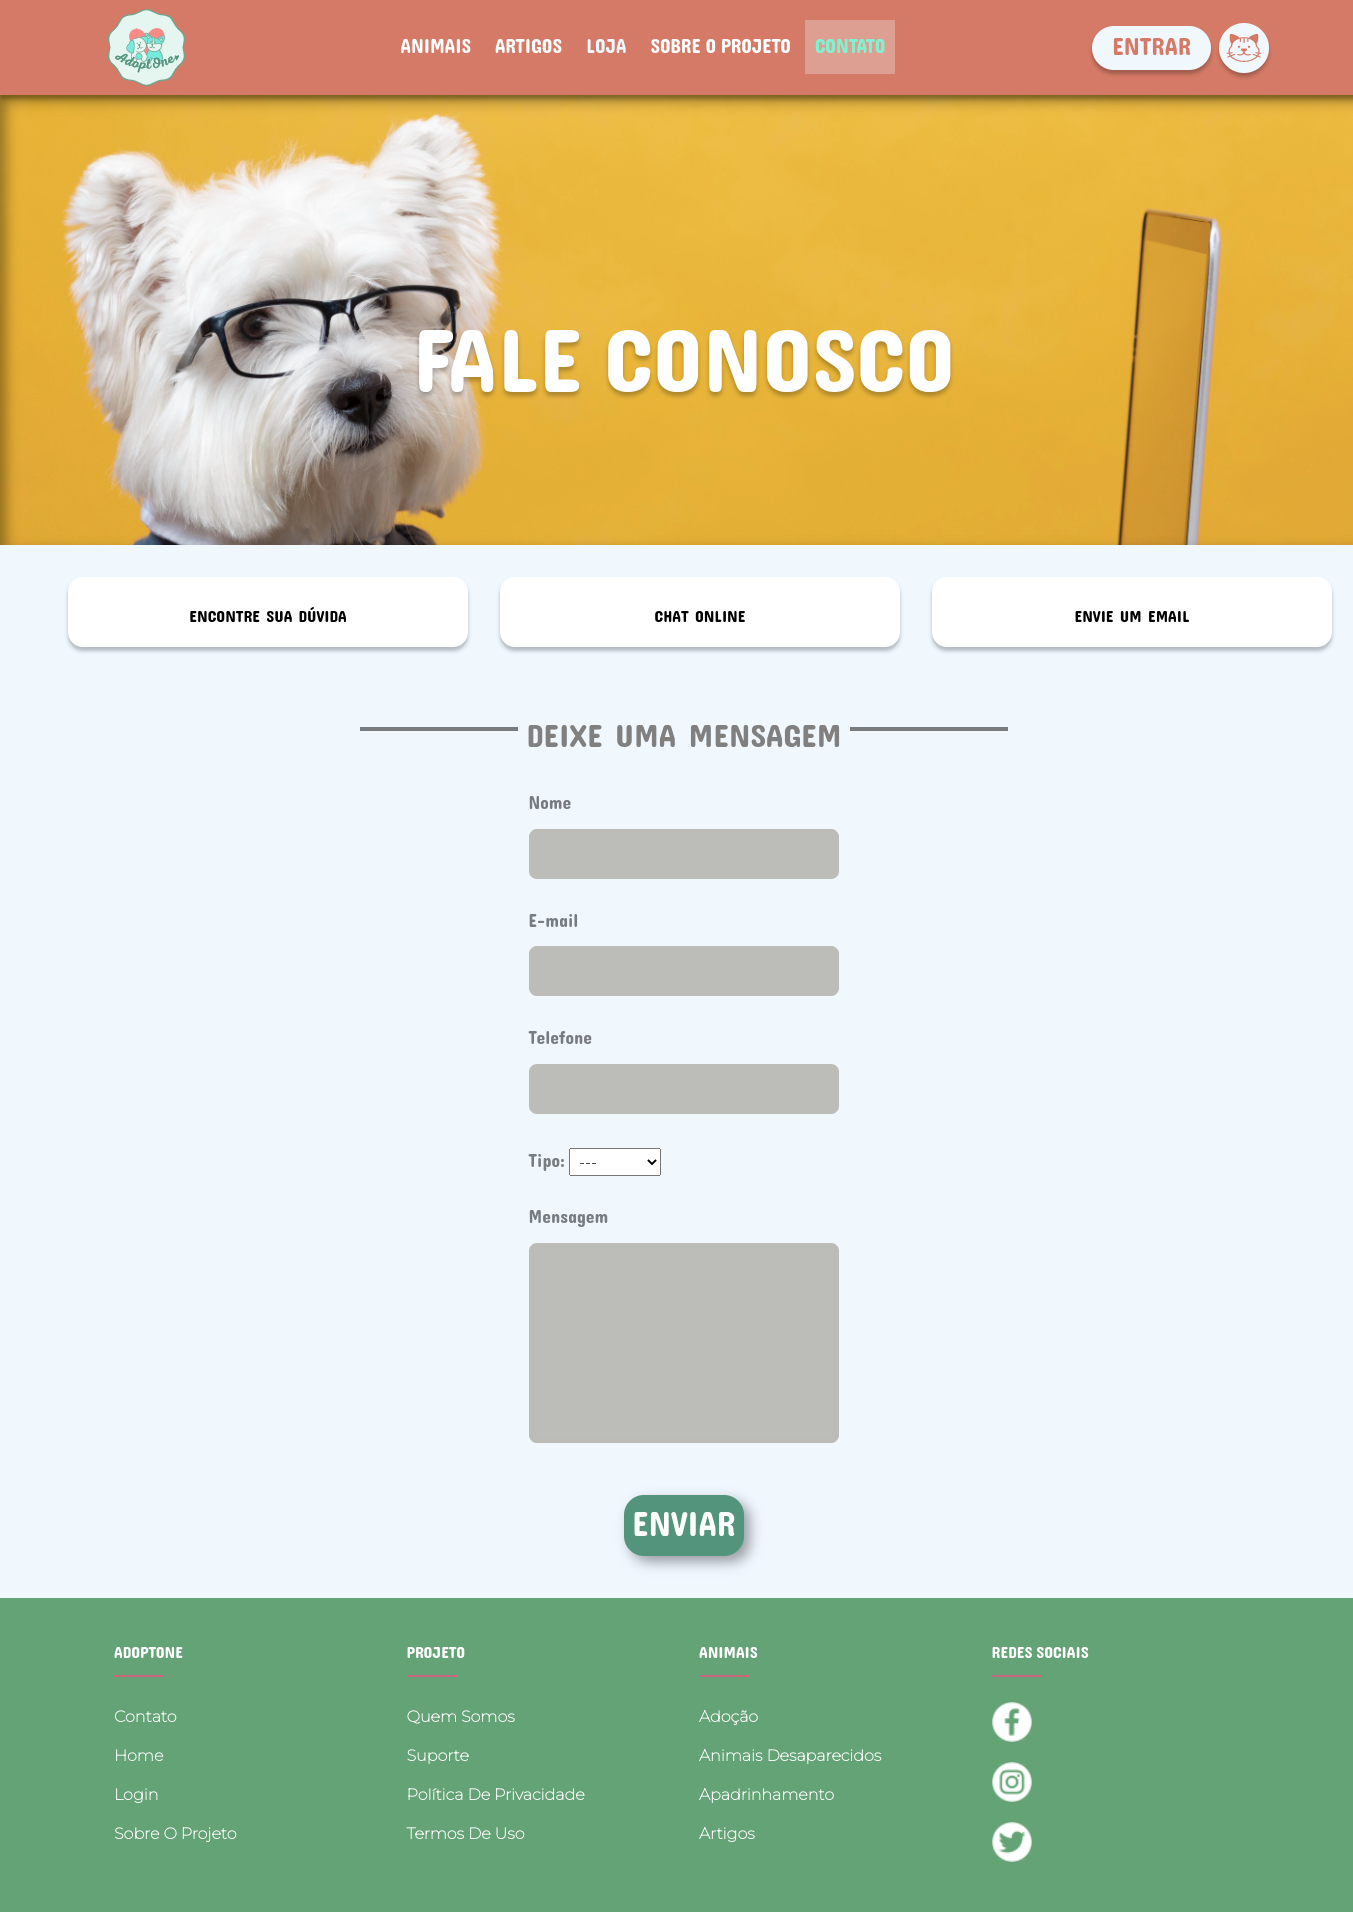 AdoptOne
ANIMAIS ARTIGOS LOJA SOBRE O PROJETO CONTATO
ENTRAR
FALE CONOSCO
ENCONTRE SUA DÚVIDA
CHAT ONLINE
ENVIE UM EMAIL
DEIXE UMA MENSAGEM
Nome
E-mail
Telefone
Tipo: ---
Mensagem
ENVIAR
ADOPTONE
Contato
Home
Login
Sobre O Projeto
PROJETO
Quem Somos
Suporte
Política De Privacidade
Termos De Uso
ANIMAIS
Adoção
Animais Desaparecidos
Apadrinhamento
Artigos
REDES SOCIAIS